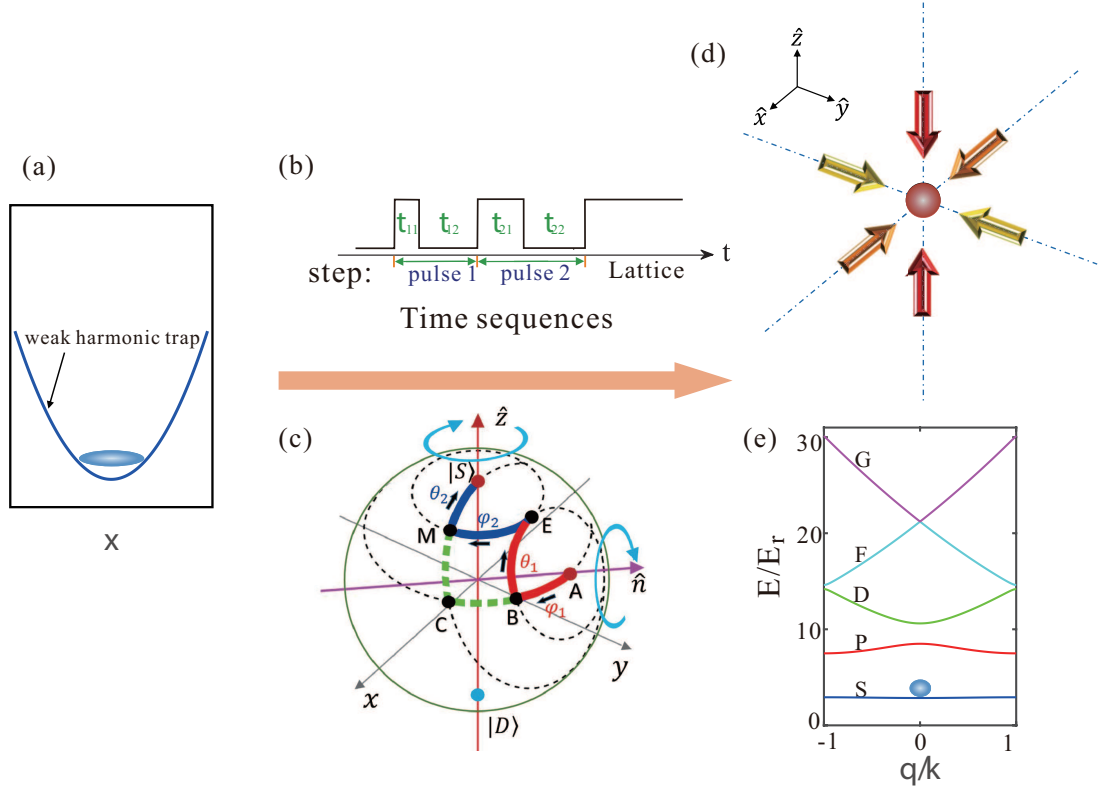 (a)
weak harmonic trap
x
(b)
t₁₁ t₁₂ t₂₁ t₂₂
t
step: pulse 1 pulse 2 Lattice
Time sequences
(c)
ẑ
|S⟩
θ₂
φ₂
E
M
θ₁
n̂
A
C
B
φ₁
x
y
|D⟩
(d)
ẑ
x̂
ŷ
(e)
E/Eᵣ
30
20
10
0
G
F
D
P
S
-1 0 1
q/k